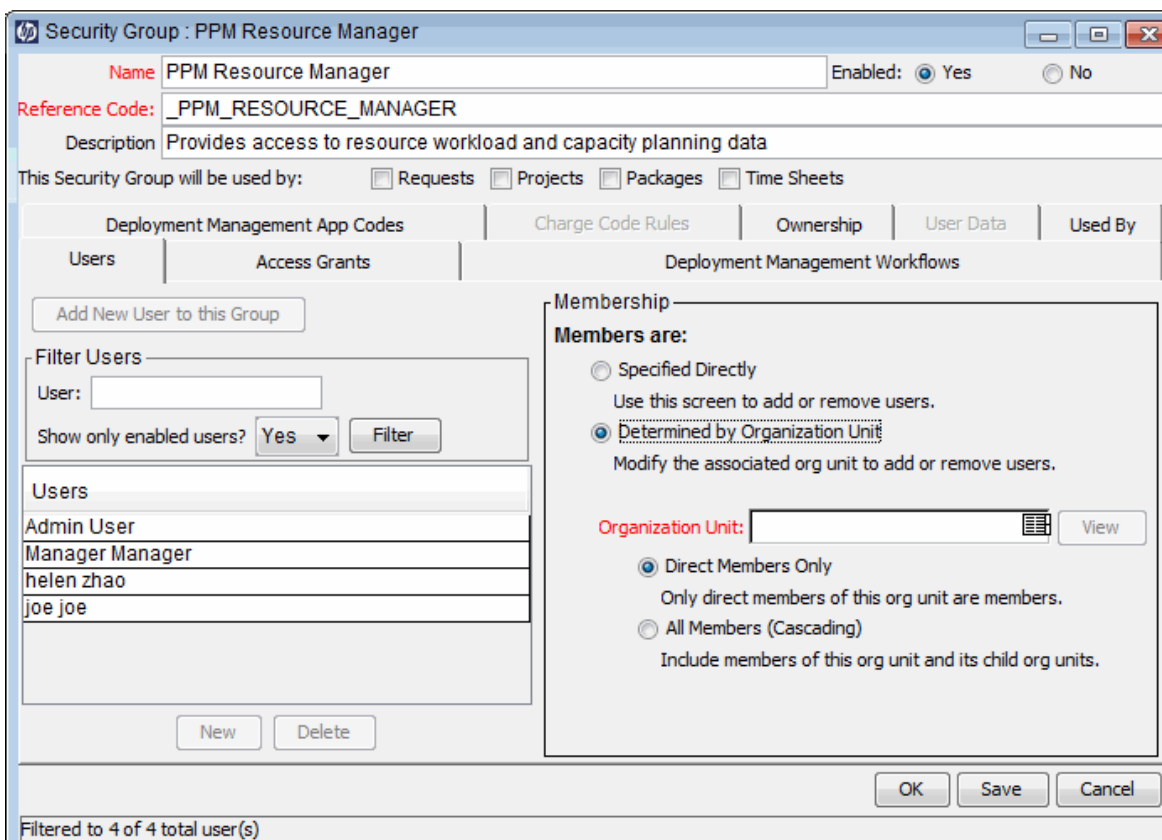 hp Security Group : PPM Resource Manager
Name PPM Resource Manager Enabled: Yes No
Reference Code: _PPM_RESOURCE_MANAGER
Description Provides access to resource workload and capacity planning data
This Security Group will be used by: Requests Projects Packages Time Sheets
Deployment Management App Codes Charge Code Rules Ownership User Data Used By
Users Access Grants Deployment Management Workflows
Add New User to this Group
Filter Users
User:
Show only enabled users? Yes Filter
Users
Admin User
Manager Manager
helen zhao
joe joe
New Delete
Membership
Members are:
Specified Directly
Use this screen to add or remove users.
Determined by Organization Unit
Modify the associated org unit to add or remove users.
Organization Unit: View
Direct Members Only
Only direct members of this org unit are members.
All Members (Cascading)
Include members of this org unit and its child org units.
OK Save Cancel
Filtered to 4 of 4 total user(s)